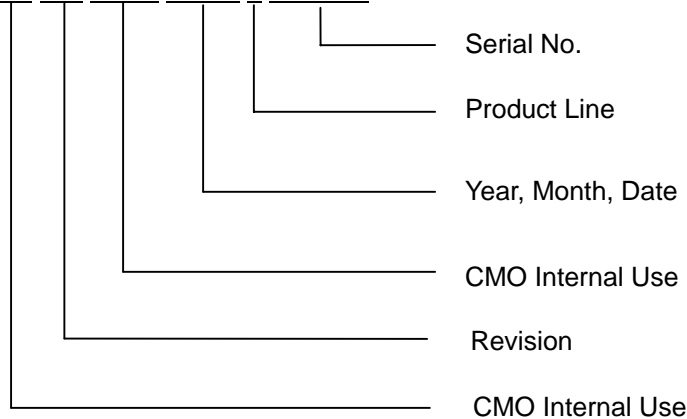 Serial No.
Product Line
Year, Month, Date
CMO Internal Use
Revision
CMO Internal Use